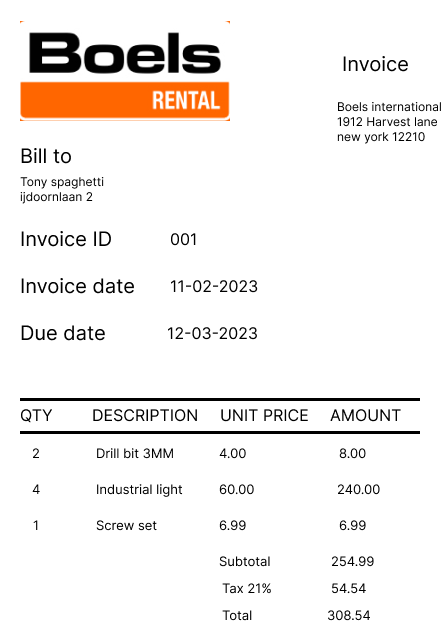 Boels
RENTAL
Invoice
Boels international
1912 Harvest lane
new york 12210
Bill to
Tony spaghetti
ijdoornlaan 2
Invoice ID 001
Invoice date 11-02-2023
Due date 12-03-2023
QTY DESCRIPTION UNIT PRICE AMOUNT
2 Drill bit 3MM 4.00 8.00
4 Industrial light 60.00 240.00
1 Screw set 6.99 6.99
Subtotal 254.99
Tax 21% 54.54
Total 308.54